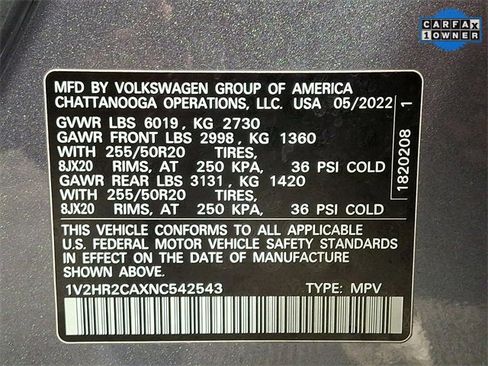 CARFAX
1 OWNER
MFD BY VOLKSWAGEN GROUP OF AMERICA
CHATTANOOGA OPERATIONS, LLC. USA 05/2022
GVWR LBS 6019, KG 2730
GAWR FRONT LBS 2998, KG 1360
WITH 255/50R20 TIRES,
8JX20 RIMS, AT 250 KPA, 36 PSI COLD
GAWR REAR LBS 3131, KG 1420
WITH 255/50R20 TIRES,
8JX20 RIMS, AT 250 KPA, 36 PSI COLD
THIS VEHICLE CONFORMS TO ALL APPLICABLE
U.S. FEDERAL MOTOR VEHICLE SAFETY STANDARDS
IN EFFECT ON THE DATE OF MANUFACTURE
SHOWN ABOVE.
1V2HR2CAXNC542543 TYPE: MPV
1820208 1